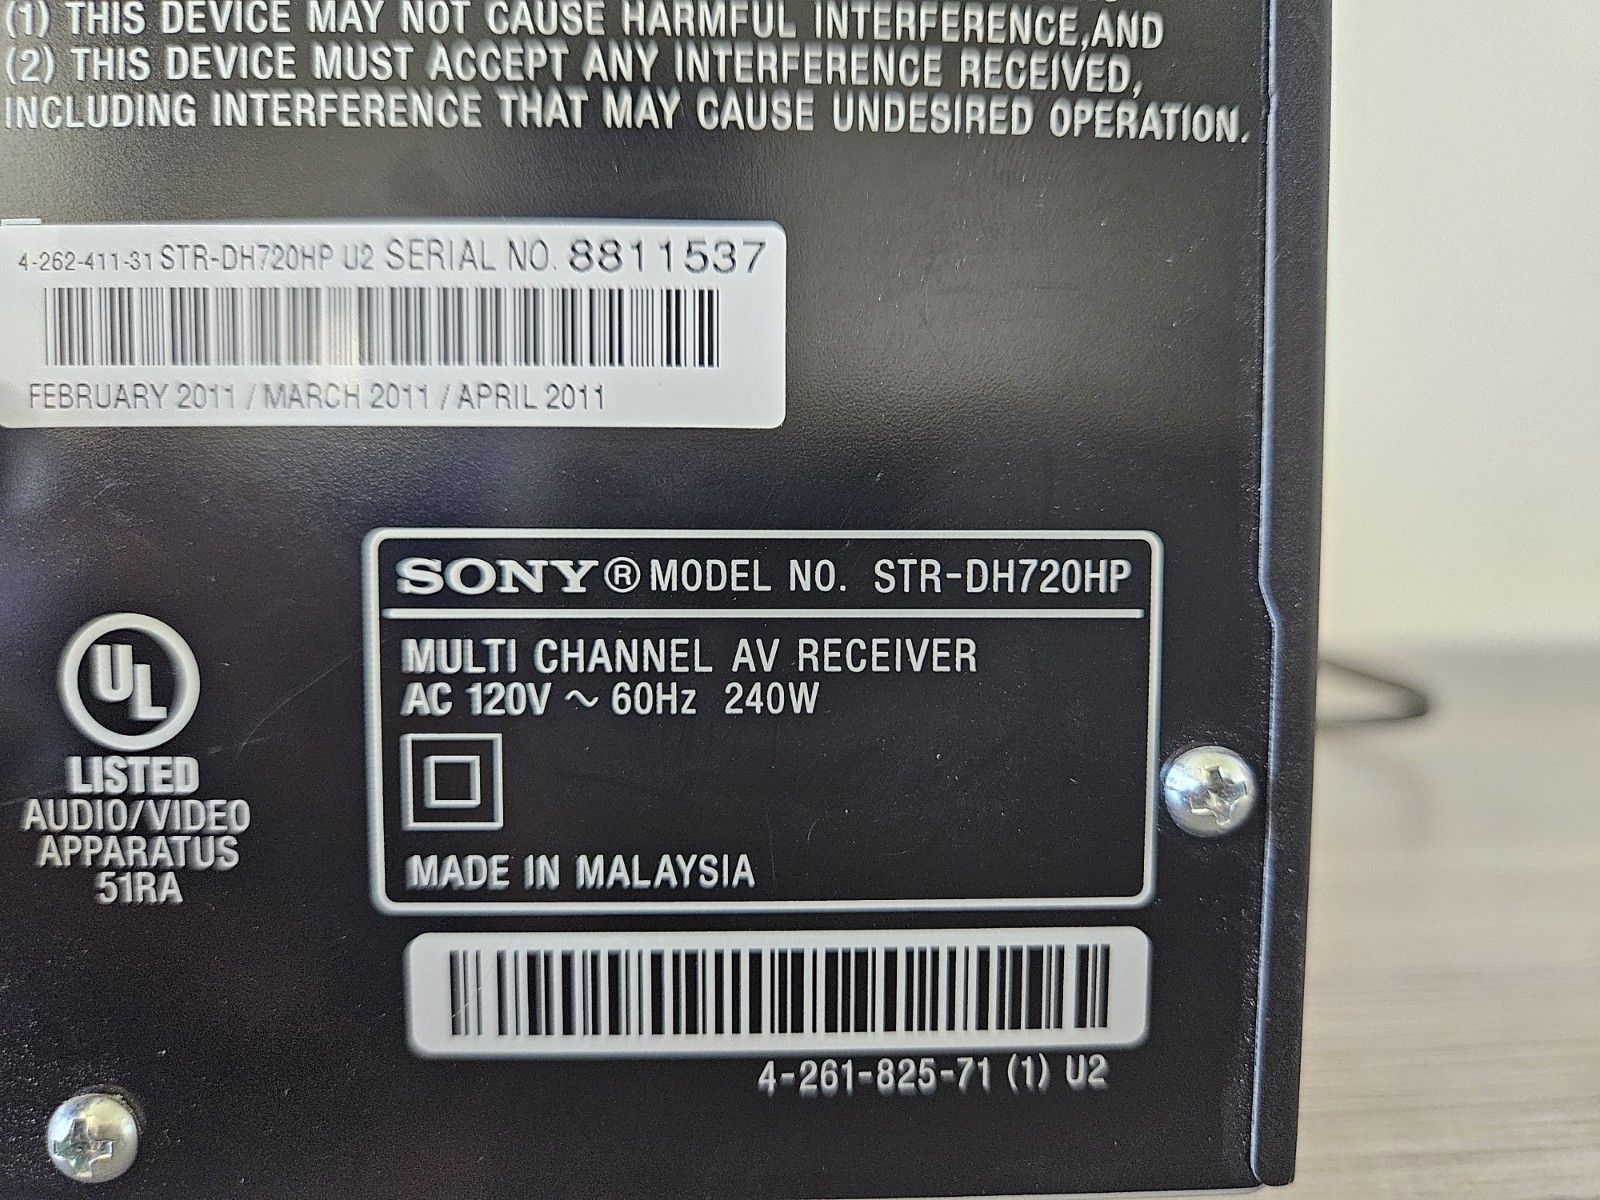 (1) THIS DEVICE MAY NOT CAUSE HARMFUL INTERFERENCE,AND
(2) THIS DEVICE MUST ACCEPT ANY INTERFERENCE RECEIVED,
INCLUDING INTERFERENCE THAT MAY CAUSE UNDESIRED OPERATION.
4-262-411-31 STR-DH720HP U2 SERIAL NO. 8811537
FEBRUARY 2011 / MARCH 2011 / APRIL 2011
SONY® MODEL NO. STR-DH720HP
MULTI CHANNEL AV RECEIVER
AC 120V ~ 60Hz 240W
MADE IN MALAYSIA
UL
LISTED
AUDIO/VIDEO
APPARATUS
51RA
4-261-825-71 (1) U2